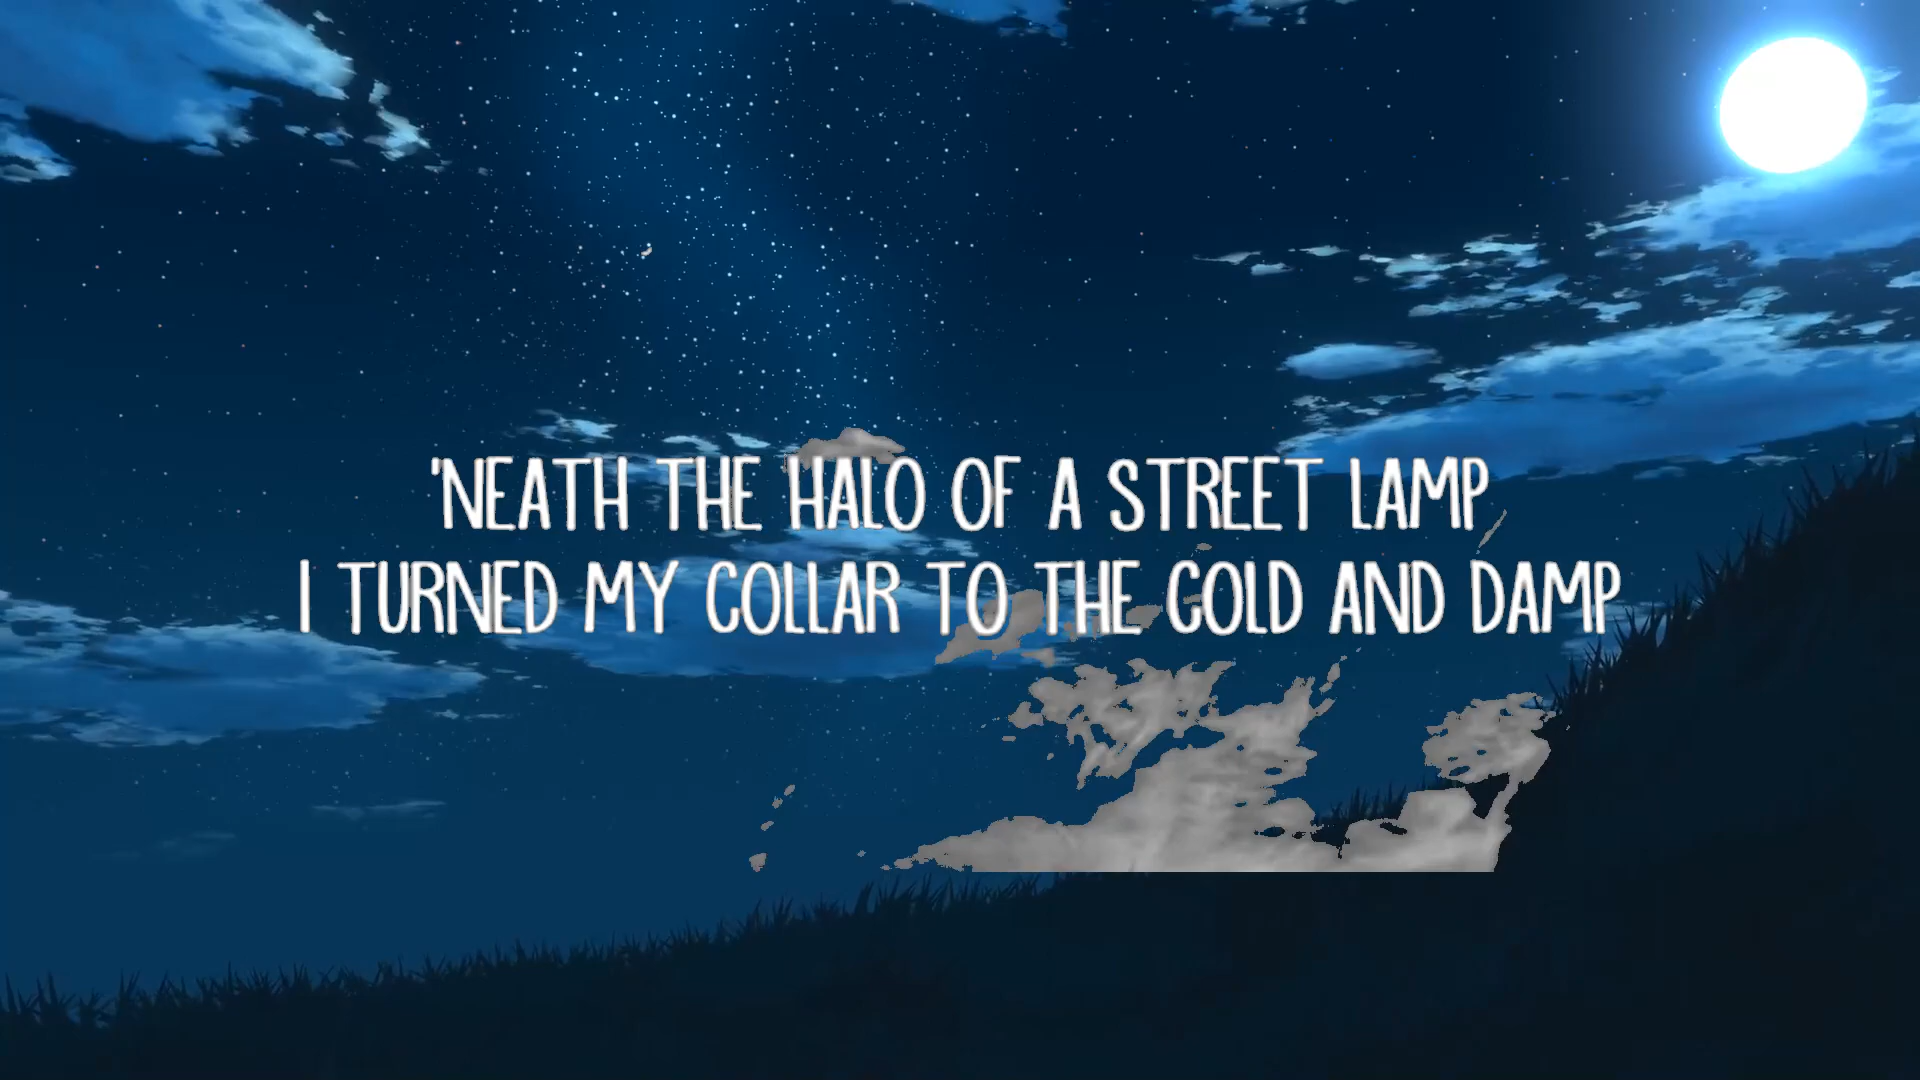 'NEATH THE HALO OF A STREET LAMP
I TURNED MY COLLAR TO THE COLD AND DAMP